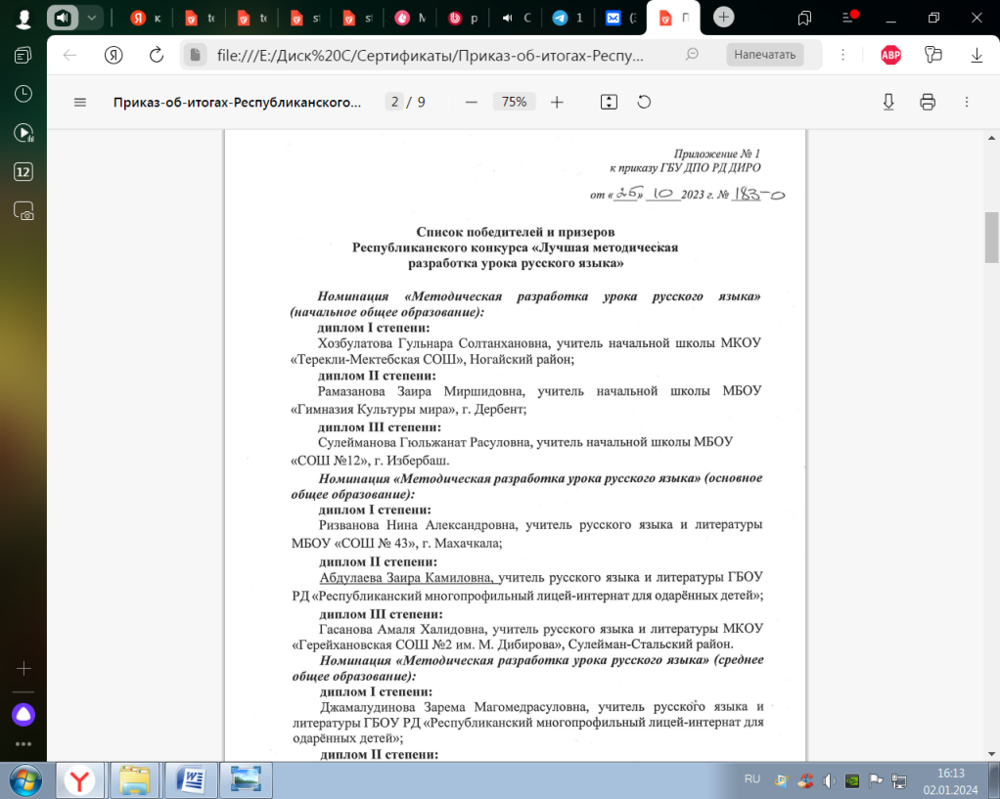 к
te
te
st
st
M
p
С
1
(3
П
file:///E:/Диск%20С/Сертификаты/Приказ-об-итогах-Респу...
Напечатать
ABP
12
Приказ-об-итогах-Республиканского...
2 / 9
75%
Приложение № 1
к приказу ГБУ ДПО РД ДИРО
от «25» 10 2023 г. № 183-0
Список победителей и призеров
Республиканского конкурса «Лучшая методическая
разработка урока русского языка»
Номинация «Методическая разработка урока русского языка»
(начальное общее образование):
диплом I степени:
Хозбулатова Гульнара Солтанхановна, учитель начальной школы МКОУ
«Терекли-Мектебская СОШ», Ногайский район;
диплом II степени:
Рамазанова Заира Миршидовна, учитель начальной школы МБОУ
«Гимназия Культуры мира», г. Дербент;
диплом III степени:
Сулейманова Гюльжанат Расуловна, учитель начальной школы МБОУ
«СОШ №12», г. Избербаш.
Номинация «Методическая разработка урока русского языка» (основное
общее образование):
диплом I степени:
Ризванова Нина Александровна, учитель русского языка и литературы
МБОУ «СОШ № 43», г. Махачкала;
диплом II степени:
Абдулаева Заира Камиловна, учитель русского языка и литературы ГБОУ
РД «Республиканский многопрофильный лицей-интернат для одарённых детей»;
диплом III степени:
Гасанова Амаля Халидовна, учитель русского языка и литературы МКОУ
«Герейхановская СОШ №2 им. М. Дибирова», Сулейман-Стальский район.
Номинация «Методическая разработка урока русского языка» (среднее
общее образование):
диплом I степени:
Джамалудинова Зарема Магомедрасуловна, учитель русского языка и
литературы ГБОУ РД «Республиканский многопрофильный лицей-интернат для
одарённых детей»;
диплом II степени:
RU
16:13
02.01.2024